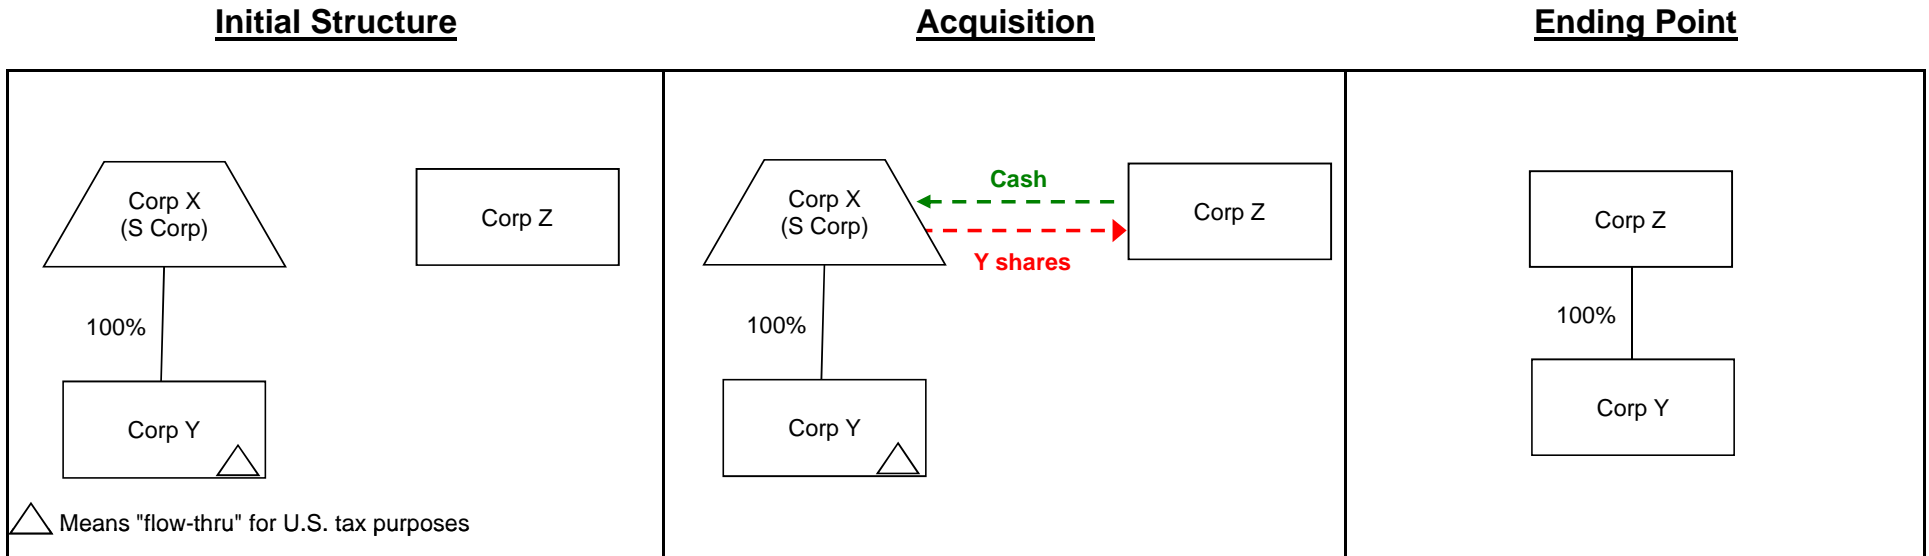 Initial Structure
Acquisition
Ending Point
Corp X
(S Corp)
Corp Z
100%
Corp Y
Means "flow-thru" for U.S. tax purposes
Corp X
(S Corp)
Cash
Y shares
Corp Z
100%
Corp Y
Corp Z
100%
Corp Y